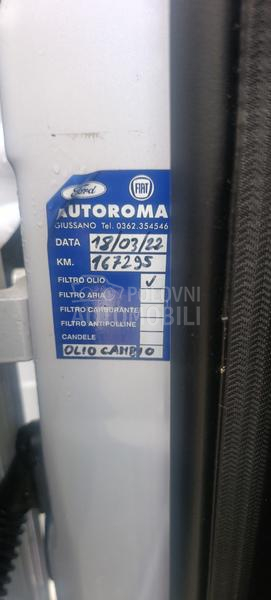 Ford FIAT
AUTOROMA
GIUSSANO Tel. 0362.354546
DATA 18/03/22
KM. 167295
FILTRO OLIO ✓
FILTRO ARIA
FILTRO CARBURANTE
FILTRO ANTIPOLLINE
CANDELE
OLIO CAMBIO
POLOVNI
AUTOMOBILI